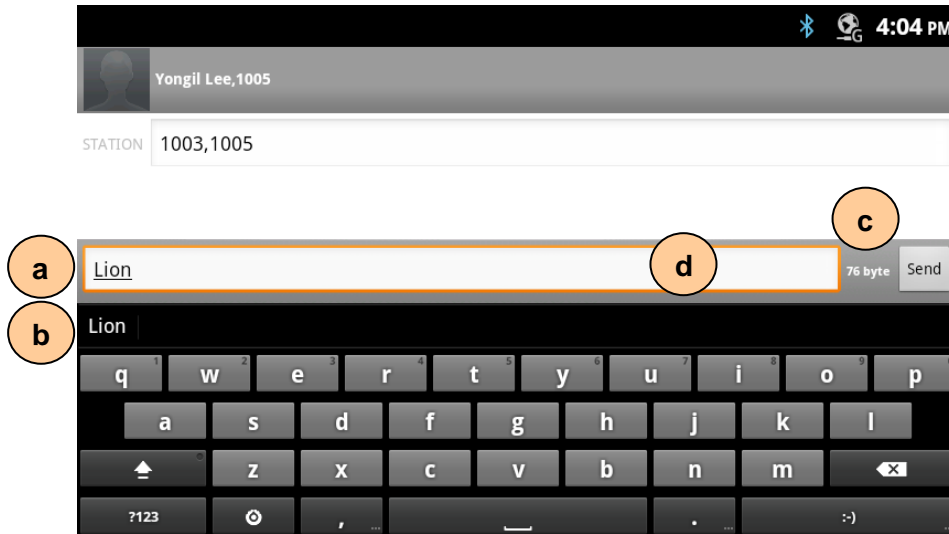 4:04 PM
Yongil Lee,1005
STATION 1003,1005
c
a Lion d 76 byte Send
b Lion
q 1 w 2 e 3 r 4 t 5 y 6 u 7 i 8 o 9 p
a s d f g h j k l
z x c v b n m
?123 , ... . ... :-) ...